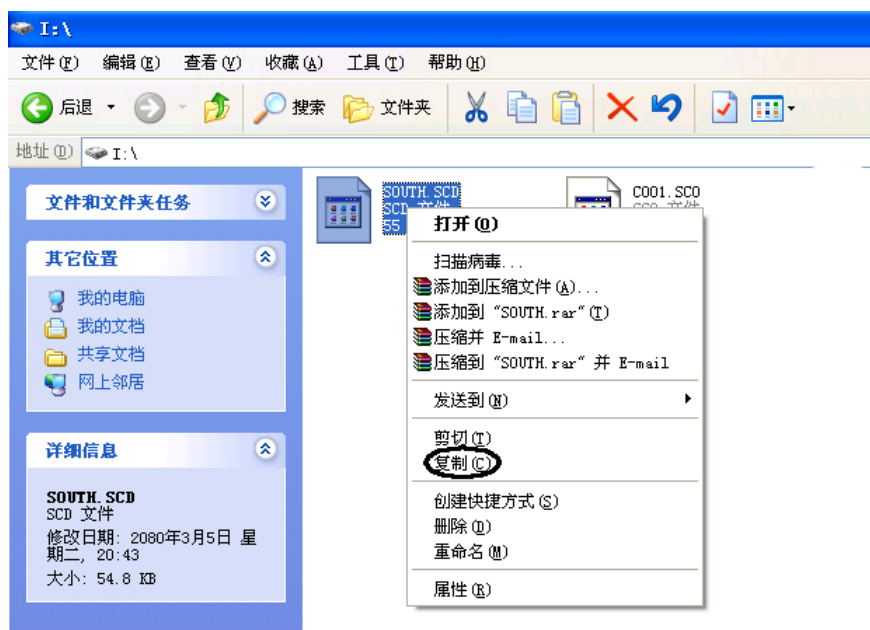 I:\
文件(F) 编辑(E) 查看(V) 收藏(A) 工具(T) 帮助(H)
后退 搜索 文件夹
地址(D) I:\
文件和文件夹任务
其它位置
我的电脑
我的文档
共享文档
网上邻居
详细信息
SOUTH.SCD
SCD 文件
修改日期: 2080年3月5日 星
期二, 20:43
大小: 54.8 KB
SOUTH.SCD
SCD 文件
55
COO1.SCO
SCO 文件
打开(O)
扫描病毒...
添加到压缩文件(A)...
添加到 “SOUTH.rar“(T)
压缩并 E-mail...
压缩到 “SOUTH.rar“ 并 E-mail
发送到(N)
剪切(T)
复制(C)
创建快捷方式(S)
删除(D)
重命名(M)
属性(R)